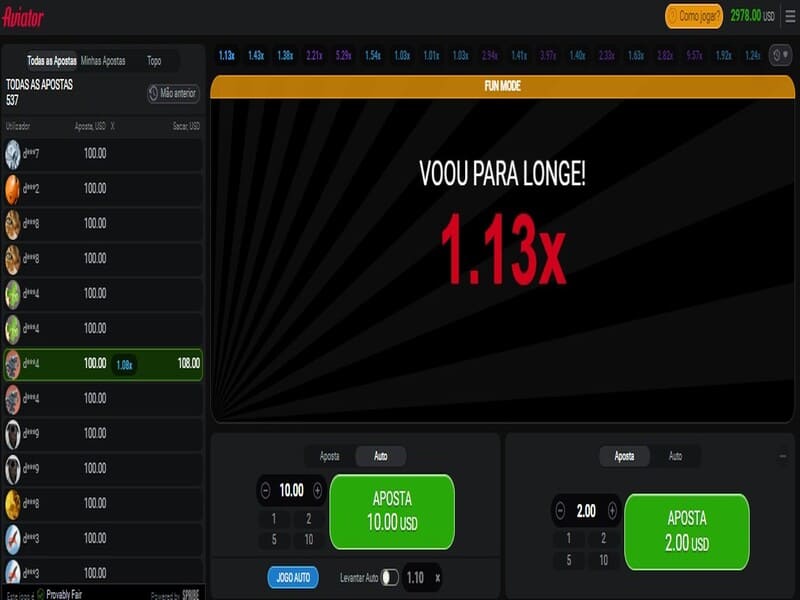 Aviator
Como jogar? 2978.00 USD
Todas as Apostas Minhas Apostas Topo
1.13x 1.43x 1.38x 2.21x 5.29x 1.54x 1.03x 1.01x 1.03x 2.94x 1.41x 3.97x 1.40x 2.33x 1.63x 2.82x 9.57x 1.92x 1.24x
TODAS AS APOSTAS
537
Mão anterior
FUN MODE
Utilizador Aposta, USD X Sacar, USD
d***7 100.00
d***2 100.00
d***8 100.00
d***8 100.00
d***4 100.00
d***4 100.00
d***4 100.00 1.08x 108.00
d***4 100.00
d***9 100.00
d***9 100.00
d***8 100.00
d***3 100.00
d***3 100.00
VOOU PARA LONGE!
1.13x
Aposta Auto
10.00
1 2
5 10
APOSTA
10.00 USD
JOGO AUTO Levantar Auto 1.10 x
Aposta Auto
2.00
1 2
5 10
APOSTA
2.00 USD
Este jogo é Provably Fair Powered by SPRIBE